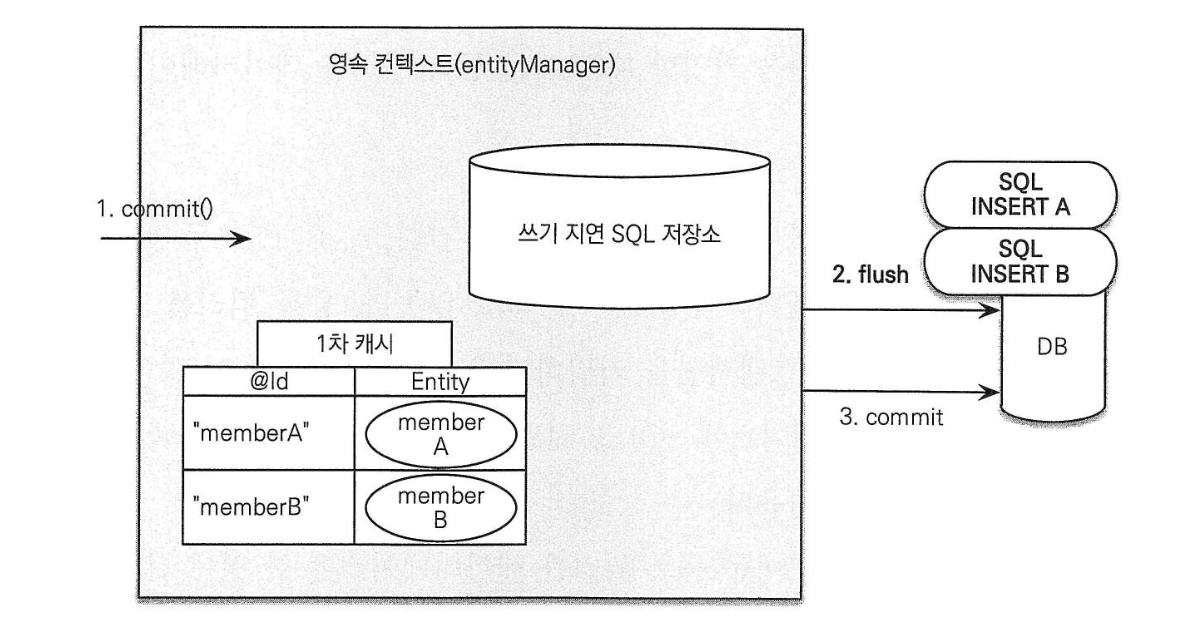 영속 컨텍스트(entityManager)
1. commit()
쓰기 지연 SQL 저장소
SQL
INSERT A
SQL
INSERT B
2. flush
DB
3. commit
1차 캐시
@Id Entity
"memberA" member
A
"memberB" member
B